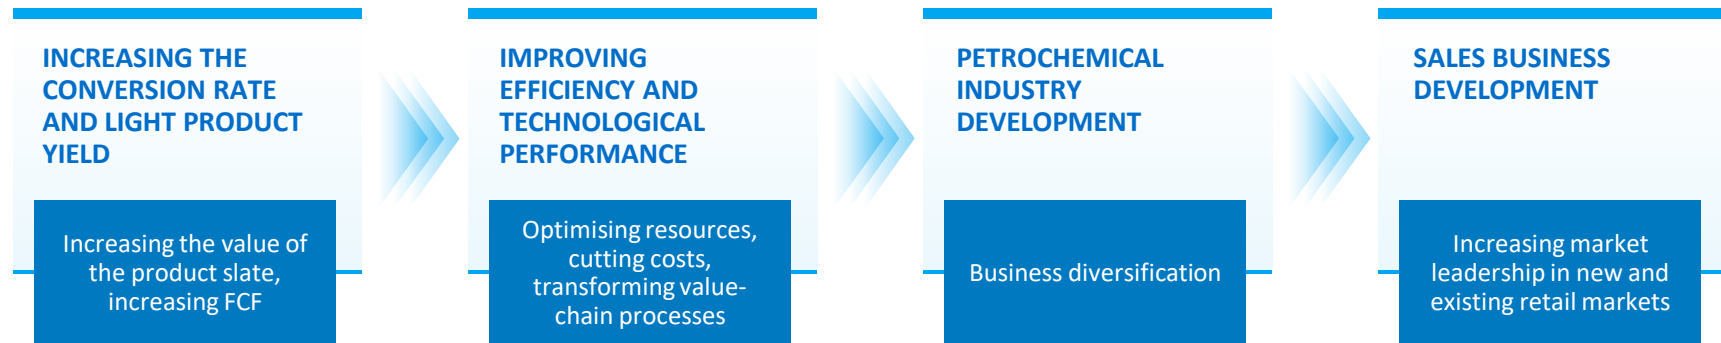 INCREASING THE
CONVERSION RATE
AND LIGHT PRODUCT
YIELD
Increasing the value of
the product slate,
increasing FCF
IMPROVING
EFFICIENCY AND
TECHNOLOGICAL
PERFORMANCE
Optimising resources,
cutting costs,
transforming value-
chain processes
PETROCHEMICAL
INDUSTRY
DEVELOPMENT
Business diversification
SALES BUSINESS
DEVELOPMENT
Increasing market
leadership in new and
existing retail markets